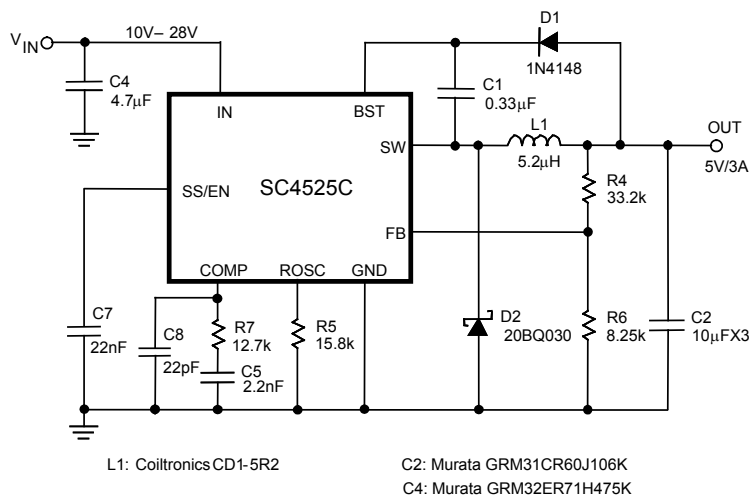 D1
10V– 28V
V IN
1N4148
C4
4.7µF
C1
0.33µF
IN
BST
L1
OUT
SW
5.2µH
5V/3A
SS/EN
SC4525C
R4
33.2k
FB
COMP
ROSC
GND
C7
22nF
C8
22pF
R7
12.7k
R5
15.8k
C5
2.2nF
D2
20BQ030
R6
8.25k
C2
10µFX3
L1: Coiltronics CD1-5R2
C2: Murata GRM31CR60J106K
C4: Murata GRM32ER71H475K